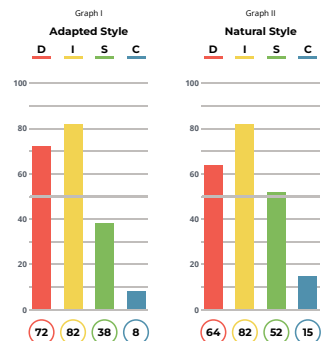 Graph I
Adapted Style
D I S C
100
80
60
40
20
0
72 82 38 8
Graph II
Natural Style
D I S C
100
80
60
40
20
0
64 82 52 15